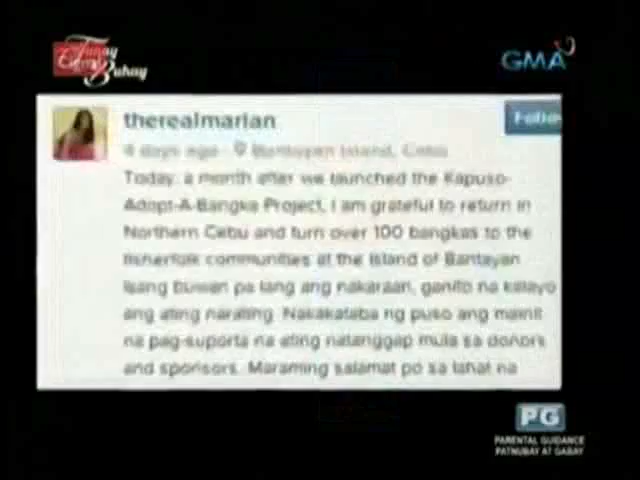 Tunay
Buhay
GMA
therealmarian
Follo
4 days ago Bantayan Island, Cebu
Today, a month after we launched the Kapuso-
Adopt-A-Bangka Project, I am grateful to return in
Northern Cebu and turn over 100 bangkas to the
fisherfolk communities at the Island of Bantayan
Isang buwan pa lang ang nakaraan, ganito na kalayo
ang ating narating. Nakakataba ng puso ang mainit
na pag-suporta na ating natanggap mula sa donors
and sponsors. Maraming salamat po sa lahat na
PG
PARENTAL GUIDANCE
PATNUBAY AT GABAY